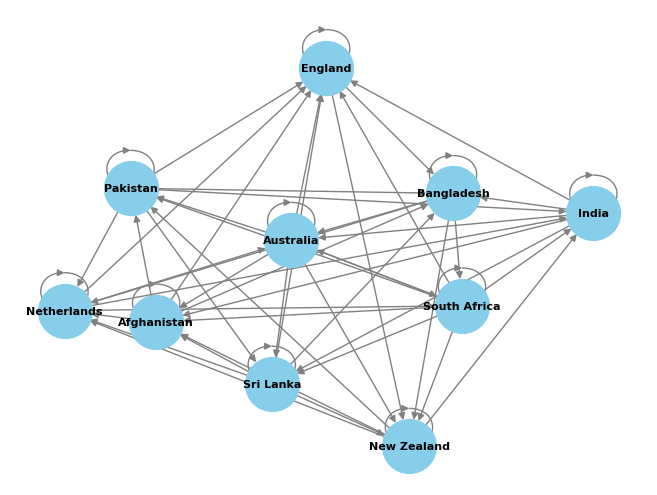 England
Pakistan
Bangladesh
India
Australia
South Africa
Netherlands
Afghanistan
Sri Lanka
New Zealand